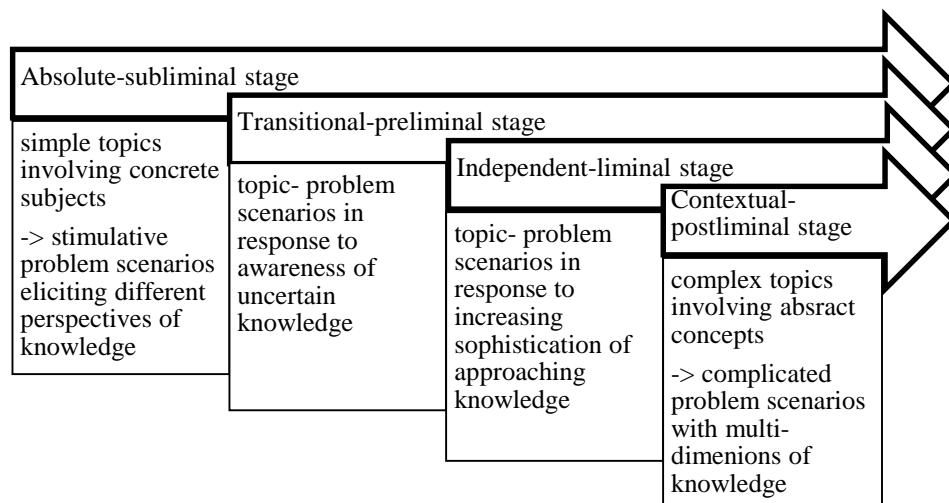 Absolute-subliminal stage
simple topics
involving concrete
subjects
-> stimulative
problem scenarios
eliciting different
perspectives of
knowledge
Transitional-preliminal stage
topic- problem
scenarios in
response to
awareness of
uncertain
knowledge
Independent-liminal stage
topic- problem
scenarios in
response to
increasing
sophistication of
approaching
knowledge
Contextual-
postliminal stage
complex topics
involving absract
concepts
-> complicated
problem scenarios
with multi-
dimenions of
knowledge